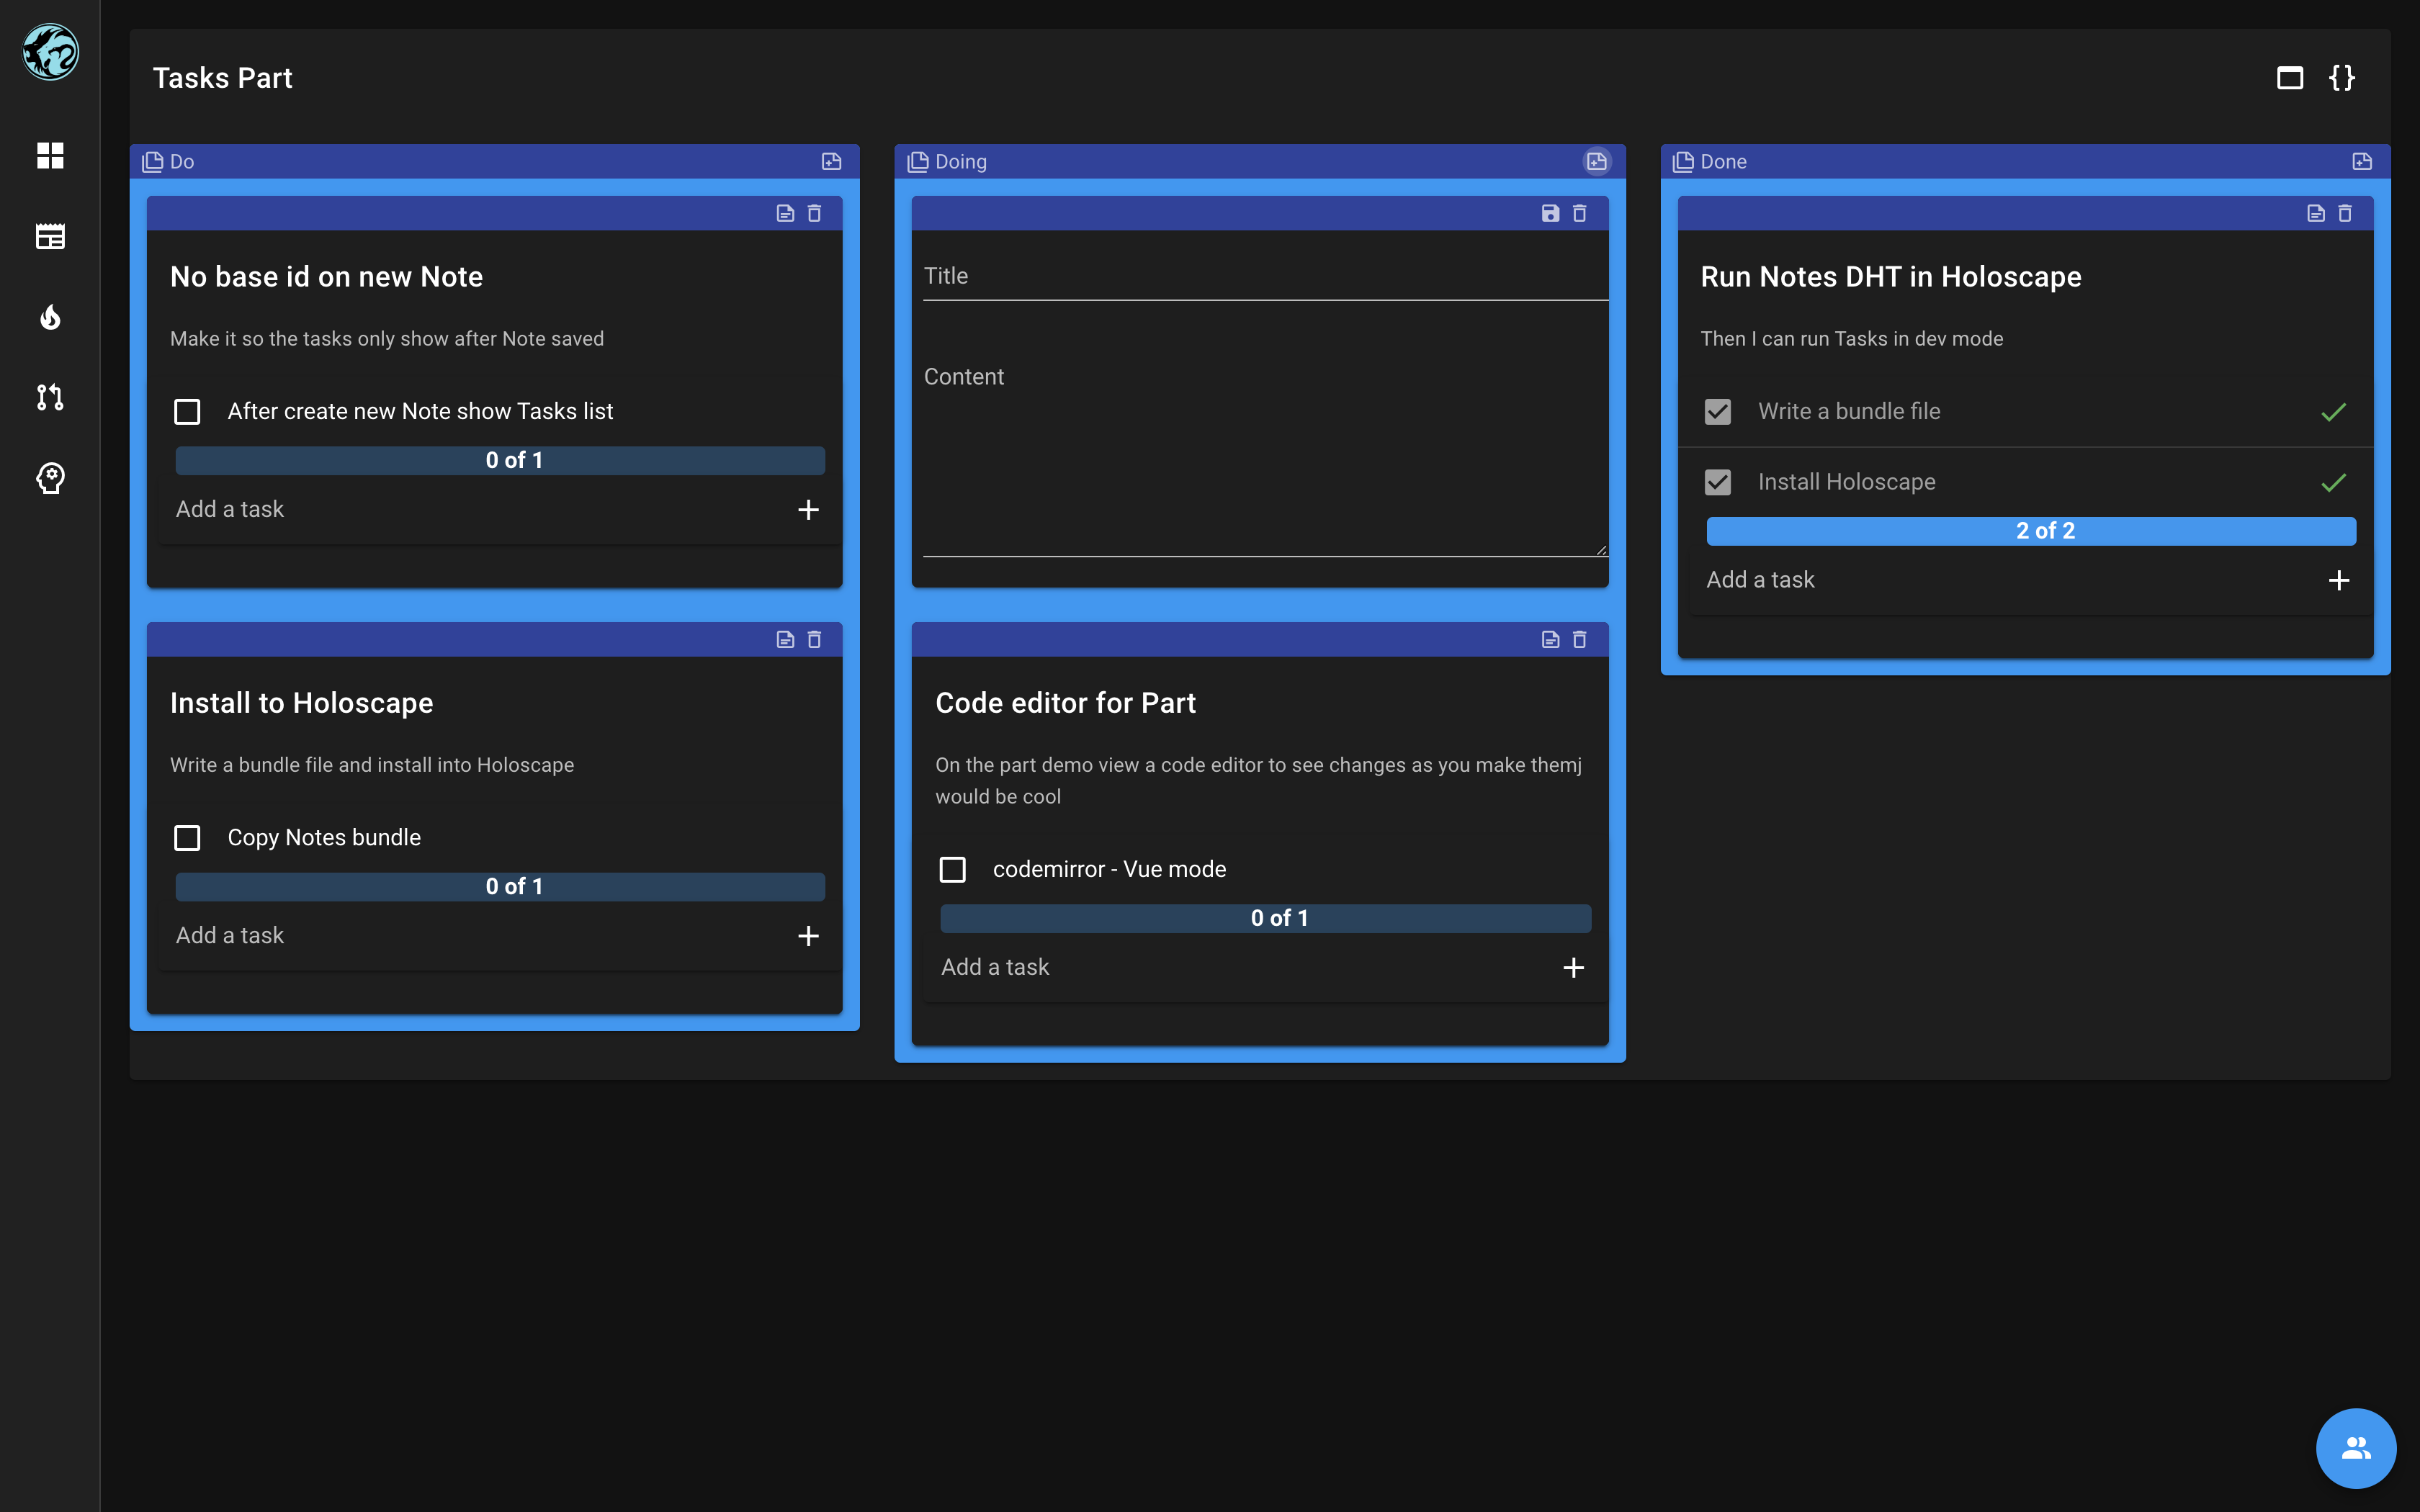 Tasks Part
{}
Do
No base id on new Note
Make it so the tasks only show after Note saved
After create new Note show Tasks list
0 of 1
Add a task
Install to Holoscape
Write a bundle file and install into Holoscape
Copy Notes bundle
0 of 1
Add a task
Doing
Title
Content
Code editor for Part
On the part demo view a code editor to see changes as you make themj
would be cool
codemirror - Vue mode
0 of 1
Add a task
Done
Run Notes DHT in Holoscape
Then I can run Tasks in dev mode
Write a bundle file
Install Holoscape
2 of 2
Add a task